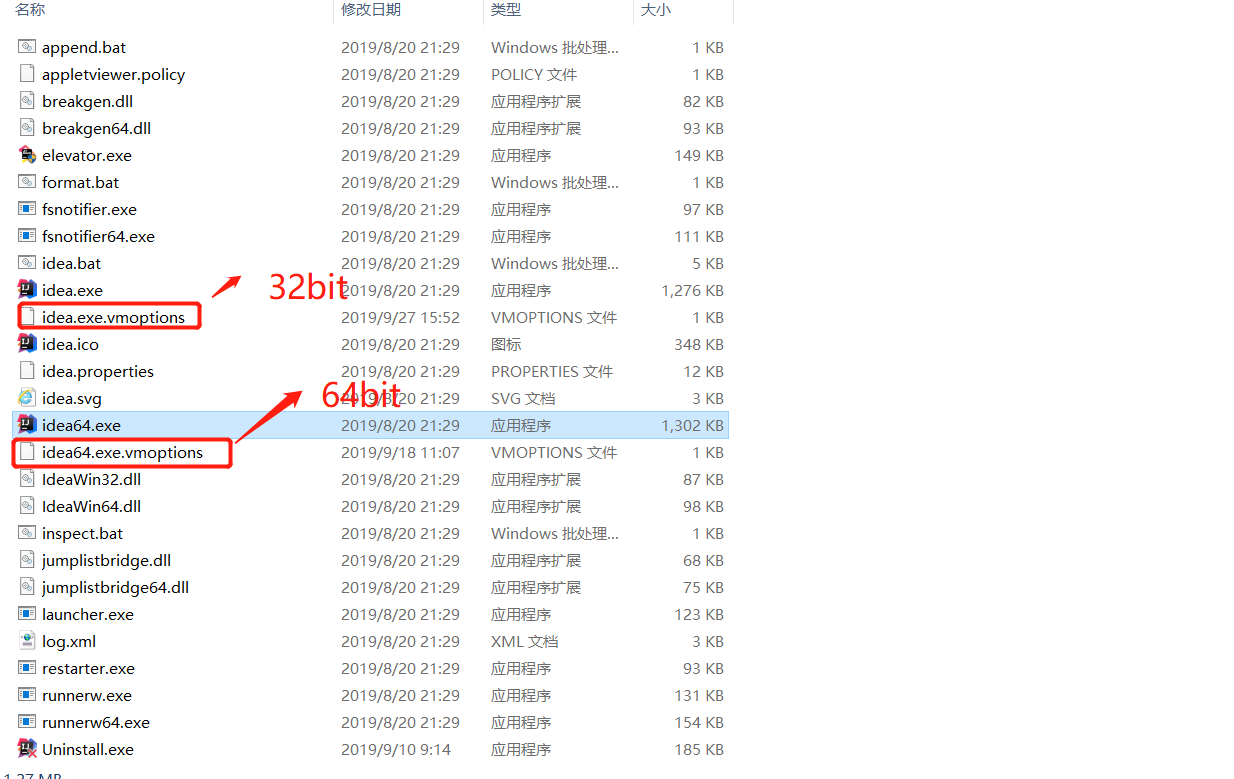 名称 修改日期 类型 大小
append.bat 2019/8/20 21:29 Windows 批处理... 1 KB
appletviewer.policy 2019/8/20 21:29 POLICY 文件 1 KB
breakgen.dll 2019/8/20 21:29 应用程序扩展 82 KB
breakgen64.dll 2019/8/20 21:29 应用程序扩展 93 KB
elevator.exe 2019/8/20 21:29 应用程序 149 KB
format.bat 2019/8/20 21:29 Windows 批处理... 1 KB
fsnotifier.exe 2019/8/20 21:29 应用程序 97 KB
fsnotifier64.exe 2019/8/20 21:29 应用程序 111 KB
idea.bat 2019/8/20 21:29 Windows 批处理... 5 KB
32bit
idea.exe 2019/8/20 21:29 应用程序 1,276 KB
idea.exe.vmoptions 2019/9/27 15:52 VMOPTIONS 文件 1 KB
idea.ico 2019/8/20 21:29 图标 348 KB
idea.properties 2019/8/20 21:29 PROPERTIES 文件 12 KB
64bit
idea.svg 2019/8/20 21:29 SVG 文档 3 KB
idea64.exe 2019/8/20 21:29 应用程序 1,302 KB
idea64.exe.vmoptions 2019/9/18 11:07 VMOPTIONS 文件 1 KB
IdeaWin32.dll 2019/8/20 21:29 应用程序扩展 87 KB
IdeaWin64.dll 2019/8/20 21:29 应用程序扩展 98 KB
inspect.bat 2019/8/20 21:29 Windows 批处理... 1 KB
jumplistbridge.dll 2019/8/20 21:29 应用程序扩展 68 KB
jumplistbridge64.dll 2019/8/20 21:29 应用程序扩展 75 KB
launcher.exe 2019/8/20 21:29 应用程序 123 KB
log.xml 2019/8/20 21:29 XML 文档 3 KB
restarter.exe 2019/8/20 21:29 应用程序 93 KB
runnerw.exe 2019/8/20 21:29 应用程序 131 KB
runnerw64.exe 2019/8/20 21:29 应用程序 154 KB
Uninstall.exe 2019/9/10 9:14 应用程序 185 KB
1.27 MB